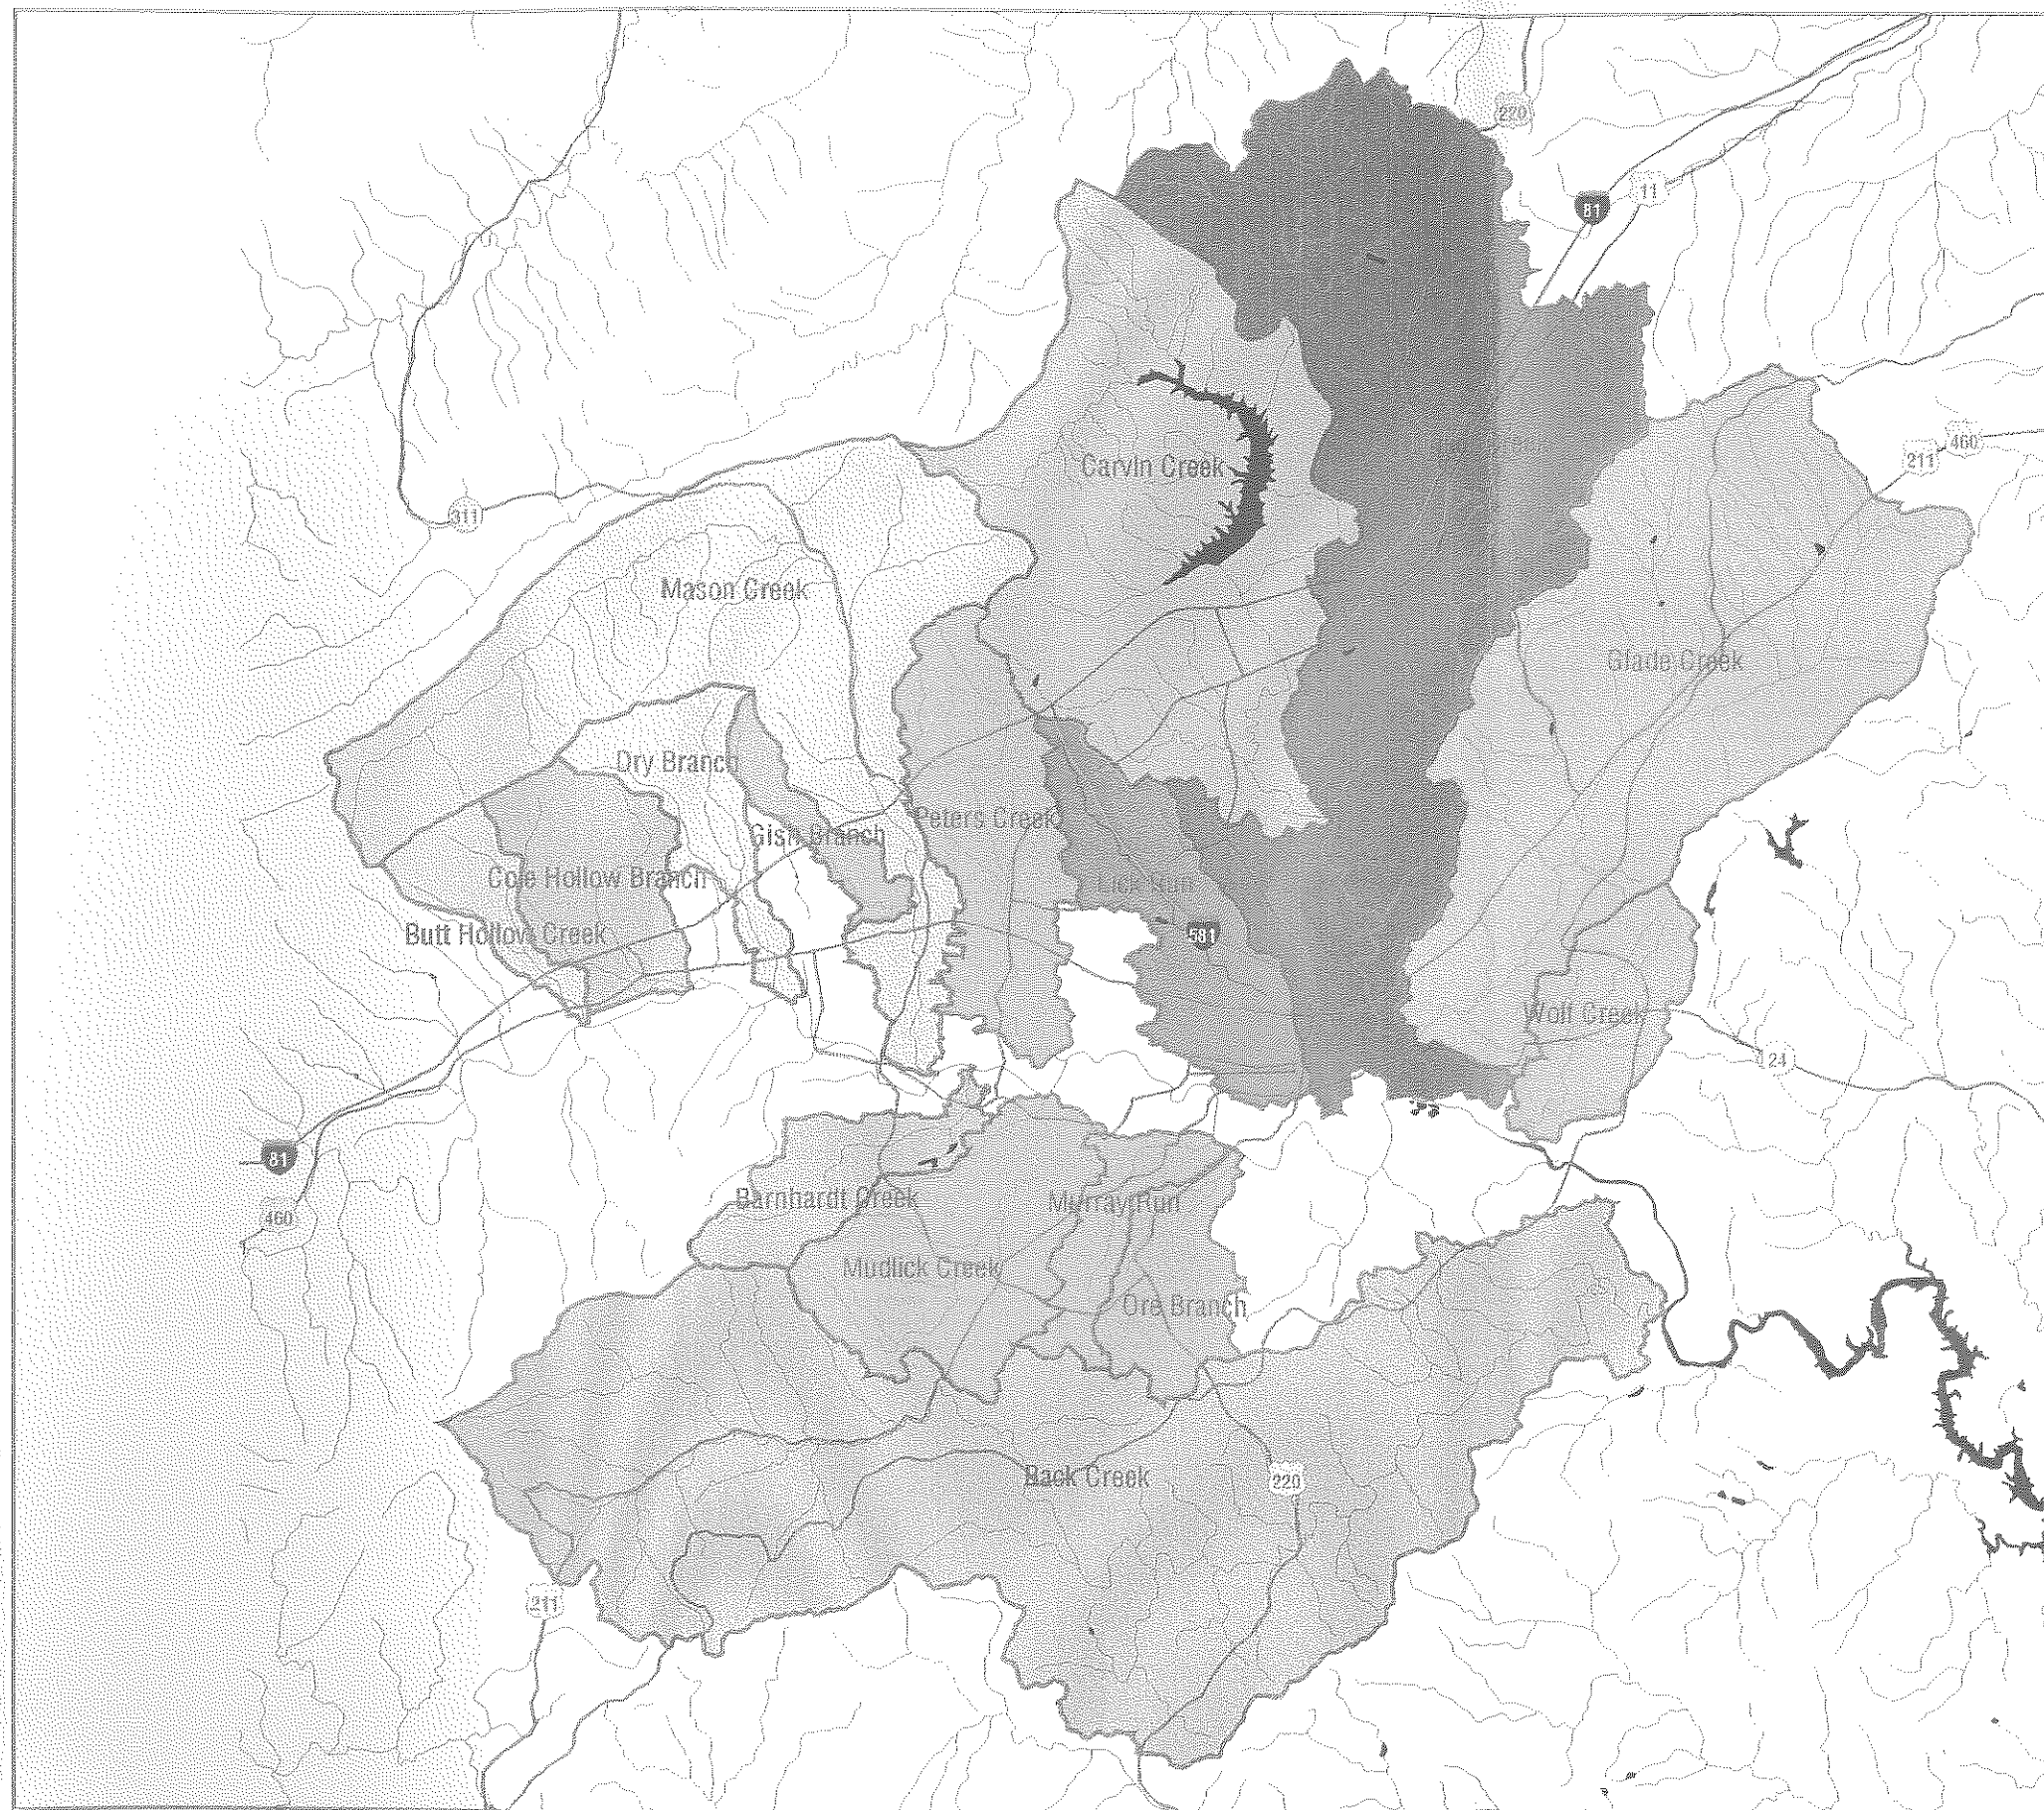 220
11
81
460
211
Carvin Creek
311
Mason Creek
Glade Creek
Dry Branch
Peters Creek
Gish Branch
Cole Hollow Branch
Lick Run
Butt Hollow Creek
581
Wolf Creek
24
81
Barnhardt Creek
Murray Run
460
Mudlick Creek
Ore Branch
Back Creek
220
211